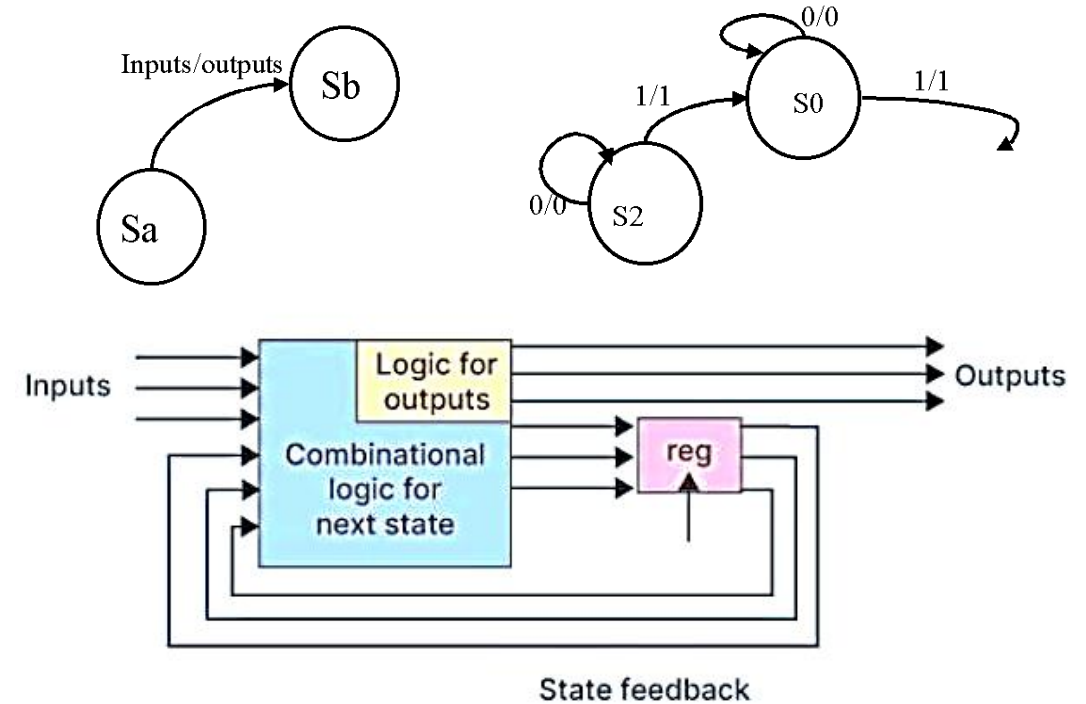 Inputs/outputs
Sb
Sa
0/0
S0
1/1
1/1
0/0
S2
Inputs
Logic for
outputs
Outputs
Combinational
logic for
next state
reg
State feedback